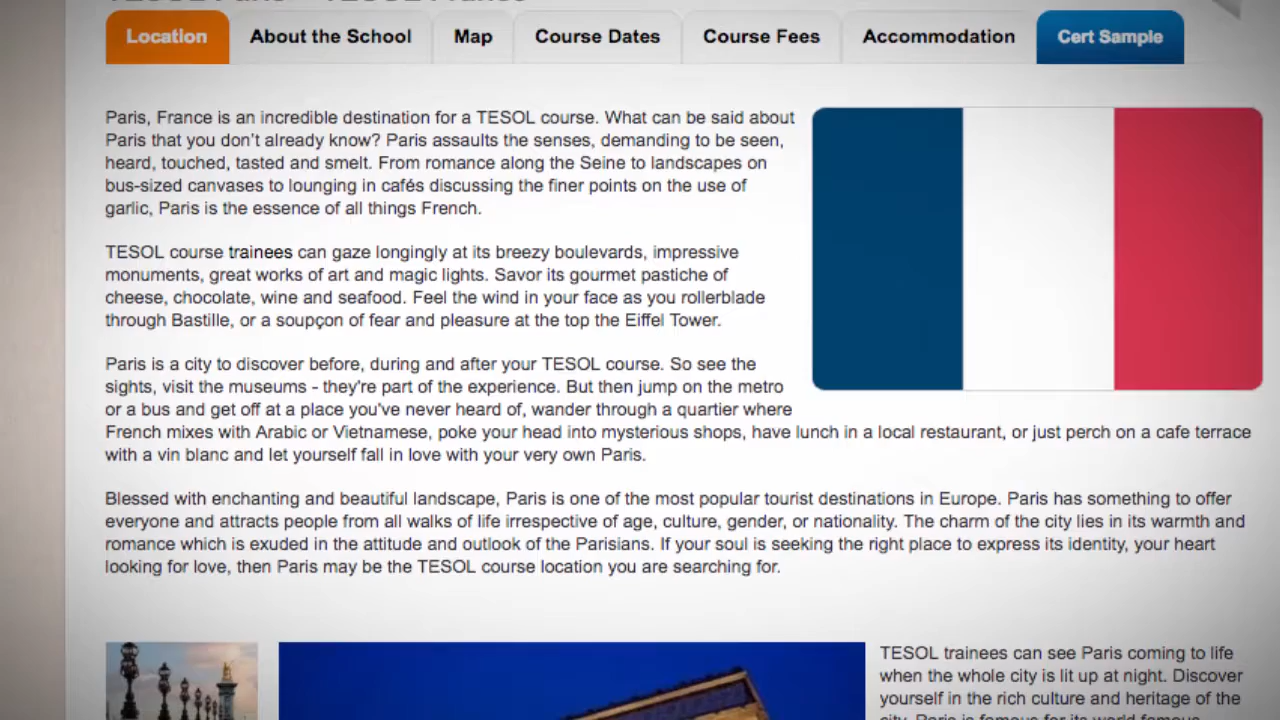 Location
About the School
Map
Course Dates
Course Fees
Accommodation
Cert Sample
Paris, France is an incredible destination for a TESOL course. What can be said about
Paris that you don't already know? Paris assaults the senses, demanding to be seen,
heard, touched, tasted and smelt. From romance along the Seine to landscapes on
bus-sized canvases to lounging in cafés discussing the finer points on the use of
garlic, Paris is the essence of all things French.
TESOL course trainees can gaze longingly at its breezy boulevards, impressive
monuments, great works of art and magic lights. Savor its gourmet pastiche of
cheese, chocolate, wine and seafood. Feel the wind in your face as you rollerblade
through Bastille, or a soupçon of fear and pleasure at the top the Eiffel Tower.
Paris is a city to discover before, during and after your TESOL course. So see the
sights, visit the museums - they're part of the experience. But then jump on the metro
or a bus and get off at a place you've never heard of, wander through a quartier where
French mixes with Arabic or Vietnamese, poke your head into mysterious shops, have lunch in a local restaurant, or just perch on a cafe terrace
with a vin blanc and let yourself fall in love with your very own Paris.
Blessed with enchanting and beautiful landscape, Paris is one of the most popular tourist destinations in Europe. Paris has something to offer
everyone and attracts people from all walks of life irrespective of age, culture, gender, or nationality. The charm of the city lies in its warmth and
romance which is exuded in the attitude and outlook of the Parisians. If your soul is seeking the right place to express its identity, your heart
looking for love, then Paris may be the TESOL course location you are searching for.
TESOL trainees can see Paris coming to life
when the whole city is lit up at night. Discover
yourself in the rich culture and heritage of the